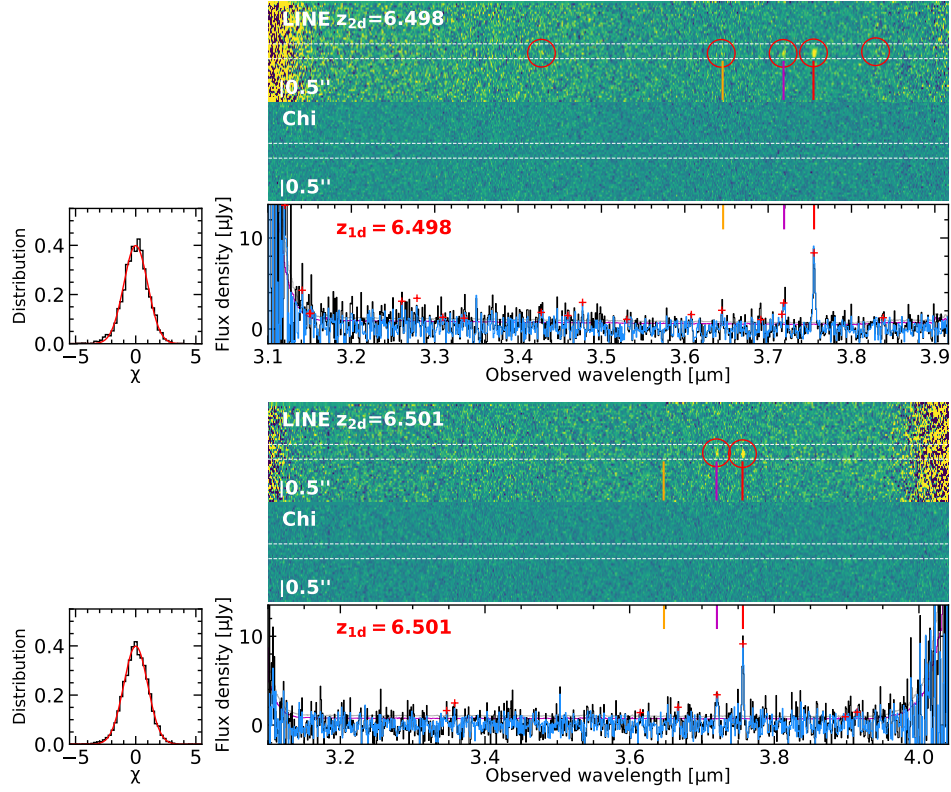 LINE z2d=6.498
|0.5''
Chi
|0.5''
z1d = 6.498
Distribution
0.4
0.2
0.0
−5 0 5
χ
Flux density [μJy]
10
0
3.1 3.2 3.3 3.4 3.5 3.6 3.7 3.8 3.9
Observed wavelength [μm]
LINE z2d=6.501
|0.5''
Chi
|0.5''
z1d = 6.501
Distribution
0.4
0.2
0.0
−5 0 5
χ
Flux density [μJy]
10
0
3.2 3.4 3.6 3.8 4.0
Observed wavelength [μm]